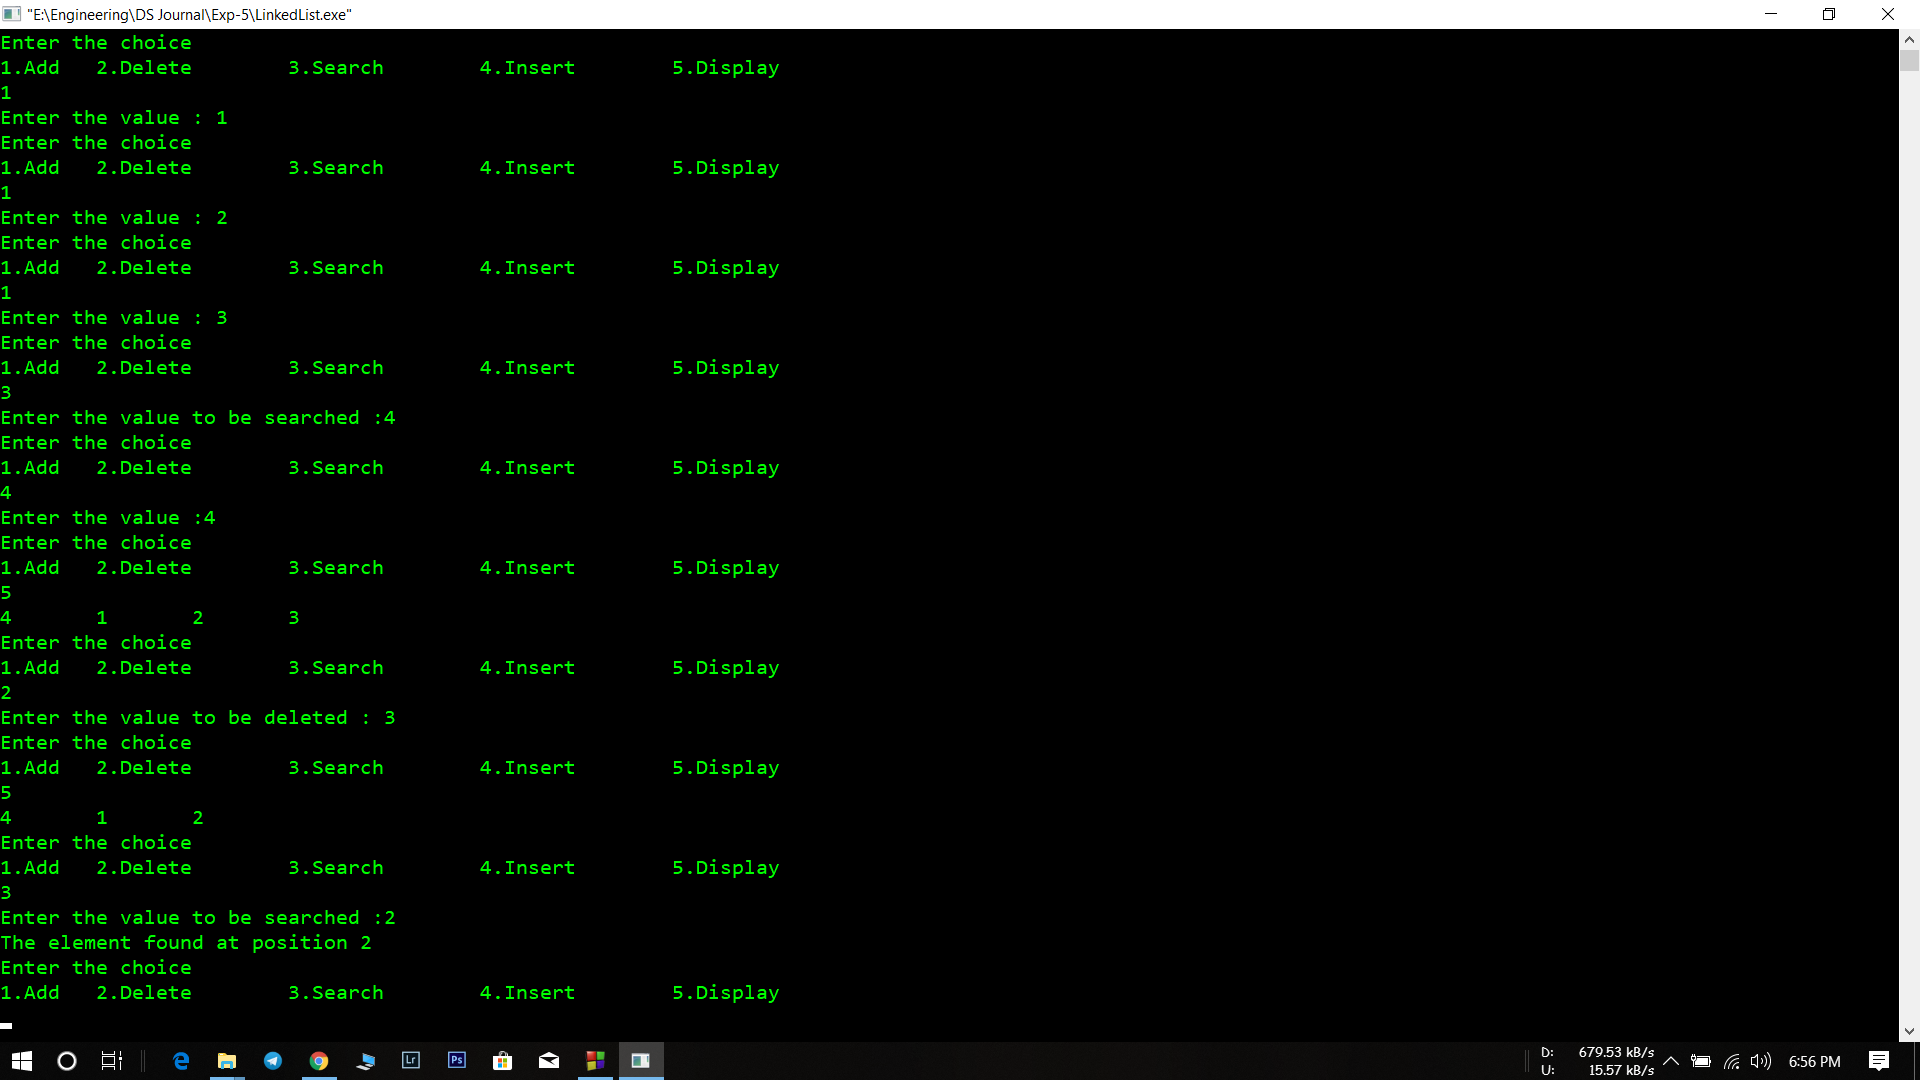 "E:\Engineering\DS Journal\Exp-5\LinkedList.exe"
Enter the choice
1.Add 2.Delete 3.Search 4.Insert 5.Display
1
Enter the value : 1
Enter the choice
1.Add 2.Delete 3.Search 4.Insert 5.Display
1
Enter the value : 2
Enter the choice
1.Add 2.Delete 3.Search 4.Insert 5.Display
1
Enter the value : 3
Enter the choice
1.Add 2.Delete 3.Search 4.Insert 5.Display
3
Enter the value to be searched :4
Enter the choice
1.Add 2.Delete 3.Search 4.Insert 5.Display
4
Enter the value :4
Enter the choice
1.Add 2.Delete 3.Search 4.Insert 5.Display
5
4 1 2 3
Enter the choice
1.Add 2.Delete 3.Search 4.Insert 5.Display
2
Enter the value to be deleted : 3
Enter the choice
1.Add 2.Delete 3.Search 4.Insert 5.Display
5
4 1 2
Enter the choice
1.Add 2.Delete 3.Search 4.Insert 5.Display
3
Enter the value to be searched :2
The element found at position 2
Enter the choice
1.Add 2.Delete 3.Search 4.Insert 5.Display
Lr Ps
D: 679.53 kB/s
U: 15.57 kB/s
6:56 PM